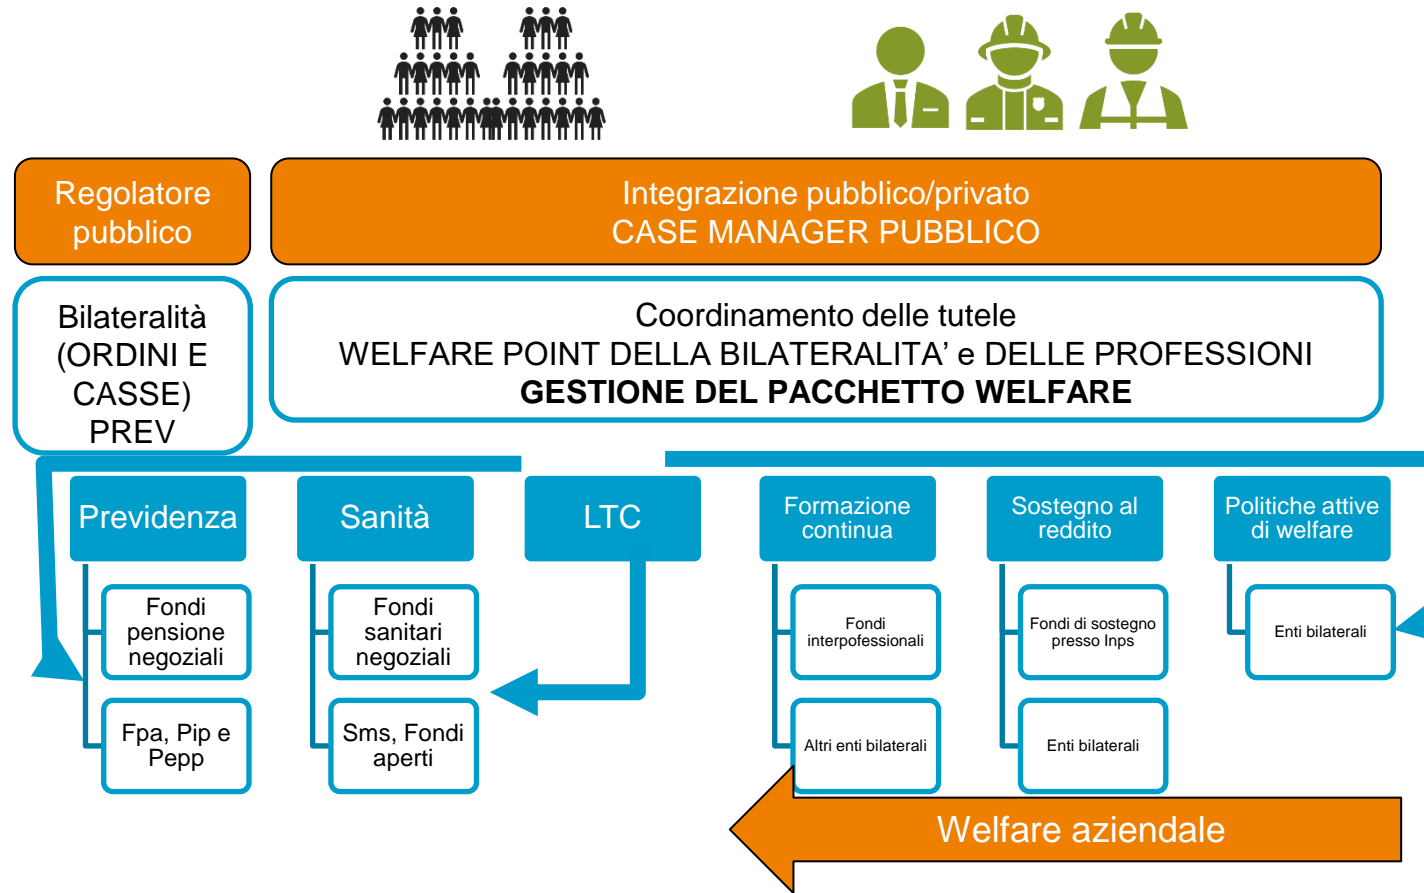 Regolatore
pubblico
Integrazione pubblico/privato
CASE MANAGER PUBBLICO
Bilateralità
(ORDINI E
CASSE)
PREV
Coordinamento delle tutele
WELFARE POINT DELLA BILATERALITA’ e DELLE PROFESSIONI
GESTIONE DEL PACCHETTO WELFARE
Previdenza
Sanità
LTC
Formazione
continua
Sostegno al
reddito
Politiche attive
di welfare
Fondi
pensione
negoziali
Fondi
sanitari
negoziali
Fondi
interpofessionali
Fondi di sostegno
presso Inps
Enti bilaterali
Fpa, Pip e
Pepp
Sms, Fondi
aperti
Altri enti bilaterali
Enti bilaterali
Welfare aziendale